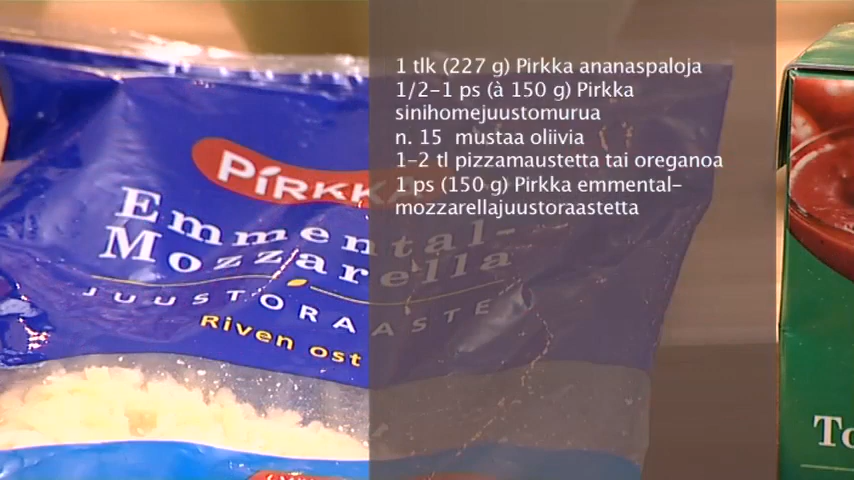 1 tlk (227 g) Pirkka ananaspaloja
1/2–1 ps (à 150 g) Pirkka
sinihomejuustomurua
n. 15 mustaa oliivia
1–2 tl pizzamaustetta tai oreganoa
1 ps (150 g) Pirkka emmental-
mozzarellajuustoraastetta
PIRKKA
Emmental-
Mozzarella
JUUSTORAASTE
Riven ost